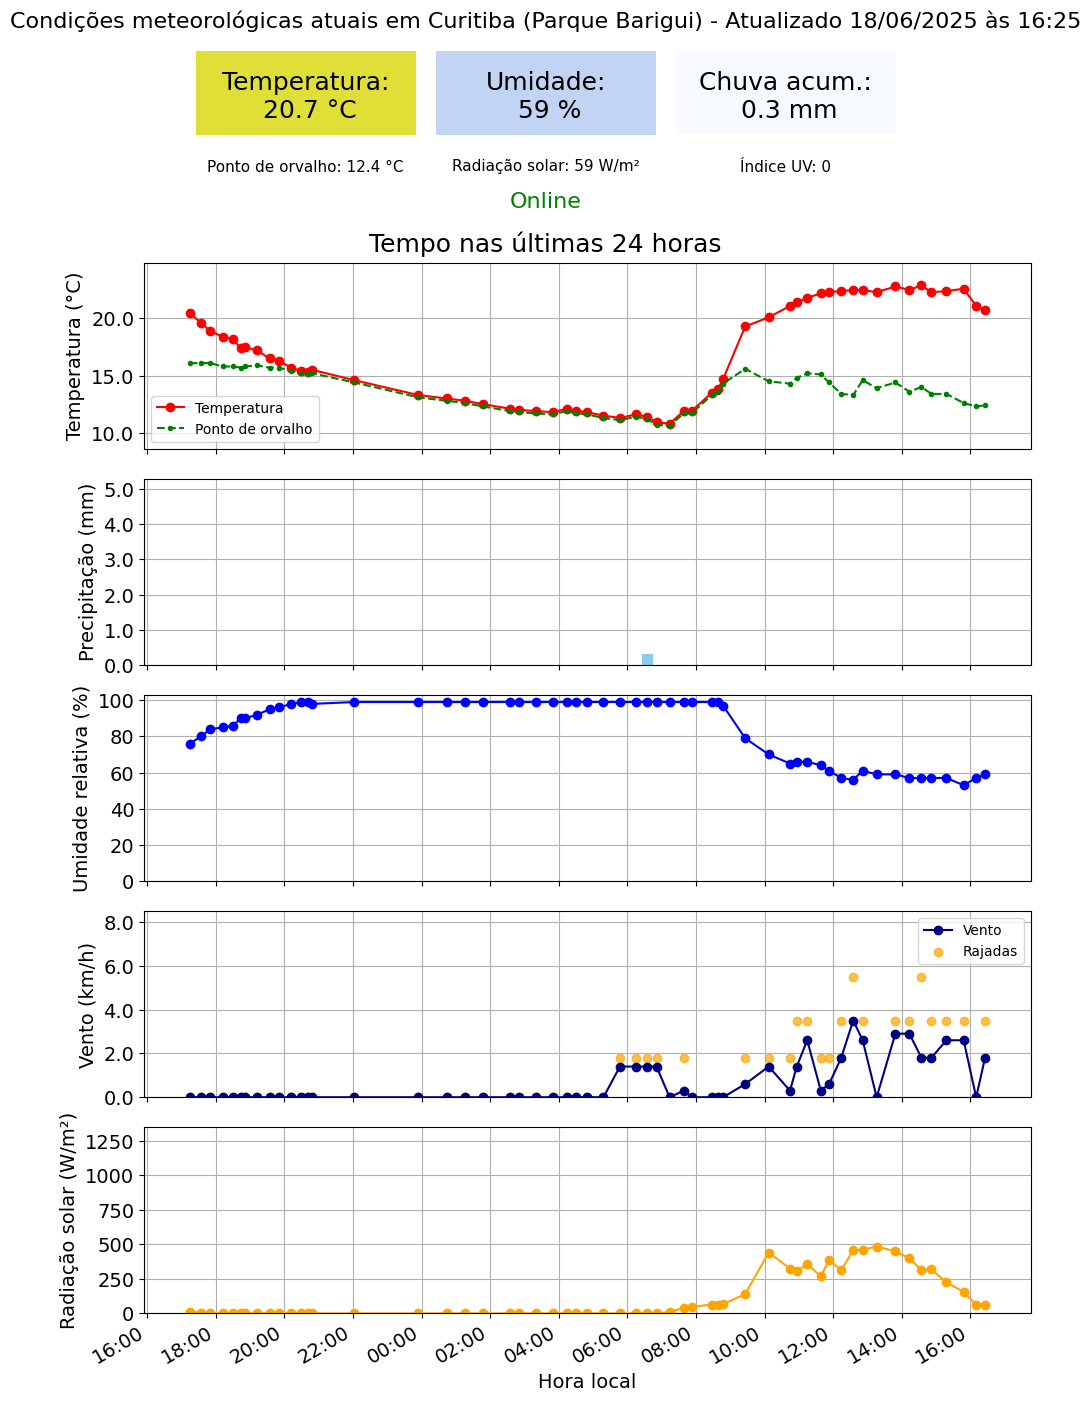 Condições meteorológicas atuais em Curitiba (Parque Barigui) - Atualizado 18/06/2025 às 16:25
Temperatura:
20.7 °C
Umidade:
59 %
Chuva acum.:
0.3 mm
Ponto de orvalho: 12.4 °C
Radiação solar: 59 W/m²
Índice UV: 0
Online
Tempo nas últimas 24 horas
Temperatura (°C)
20.0
15.0
10.0
Temperatura
Ponto de orvalho
Precipitação (mm)
5.0
4.0
3.0
2.0
1.0
0.0
Umidade relativa (%)
100
80
60
40
20
0
Vento (km/h)
8.0
6.0
4.0
2.0
0.0
Vento
Rajadas
Radiação solar (W/m²)
1250
1000
750
500
250
0
16:00
18:00
20:00
22:00
00:00
02:00
04:00
06:00
08:00
10:00
12:00
14:00
16:00
Hora local